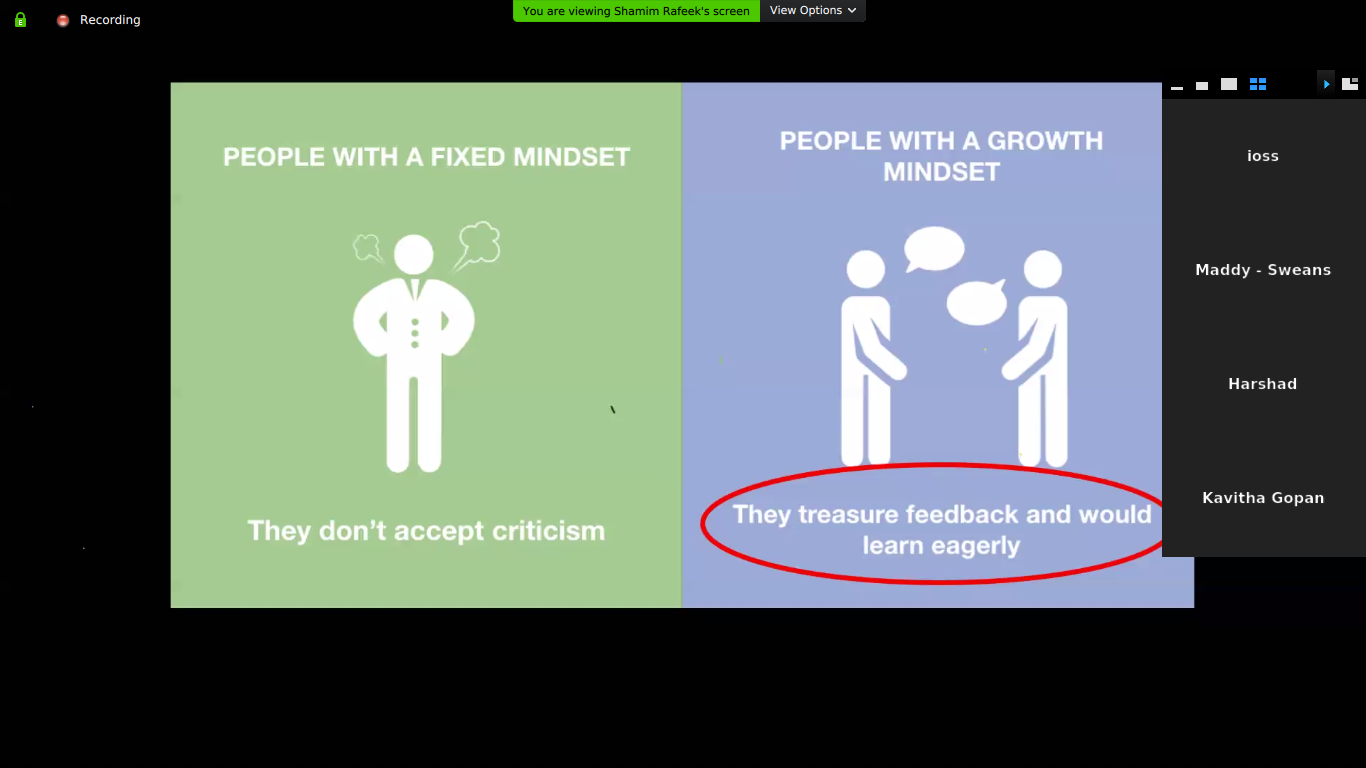 Recording
You are viewing Shamim Rafeek's screen
View Options
PEOPLE WITH A FIXED MINDSET
They don't accept criticism
PEOPLE WITH A GROWTH
MINDSET
They treasure feedback and would
learn eagerly
ioss
Maddy - Sweans
Harshad
Kavitha Gopan